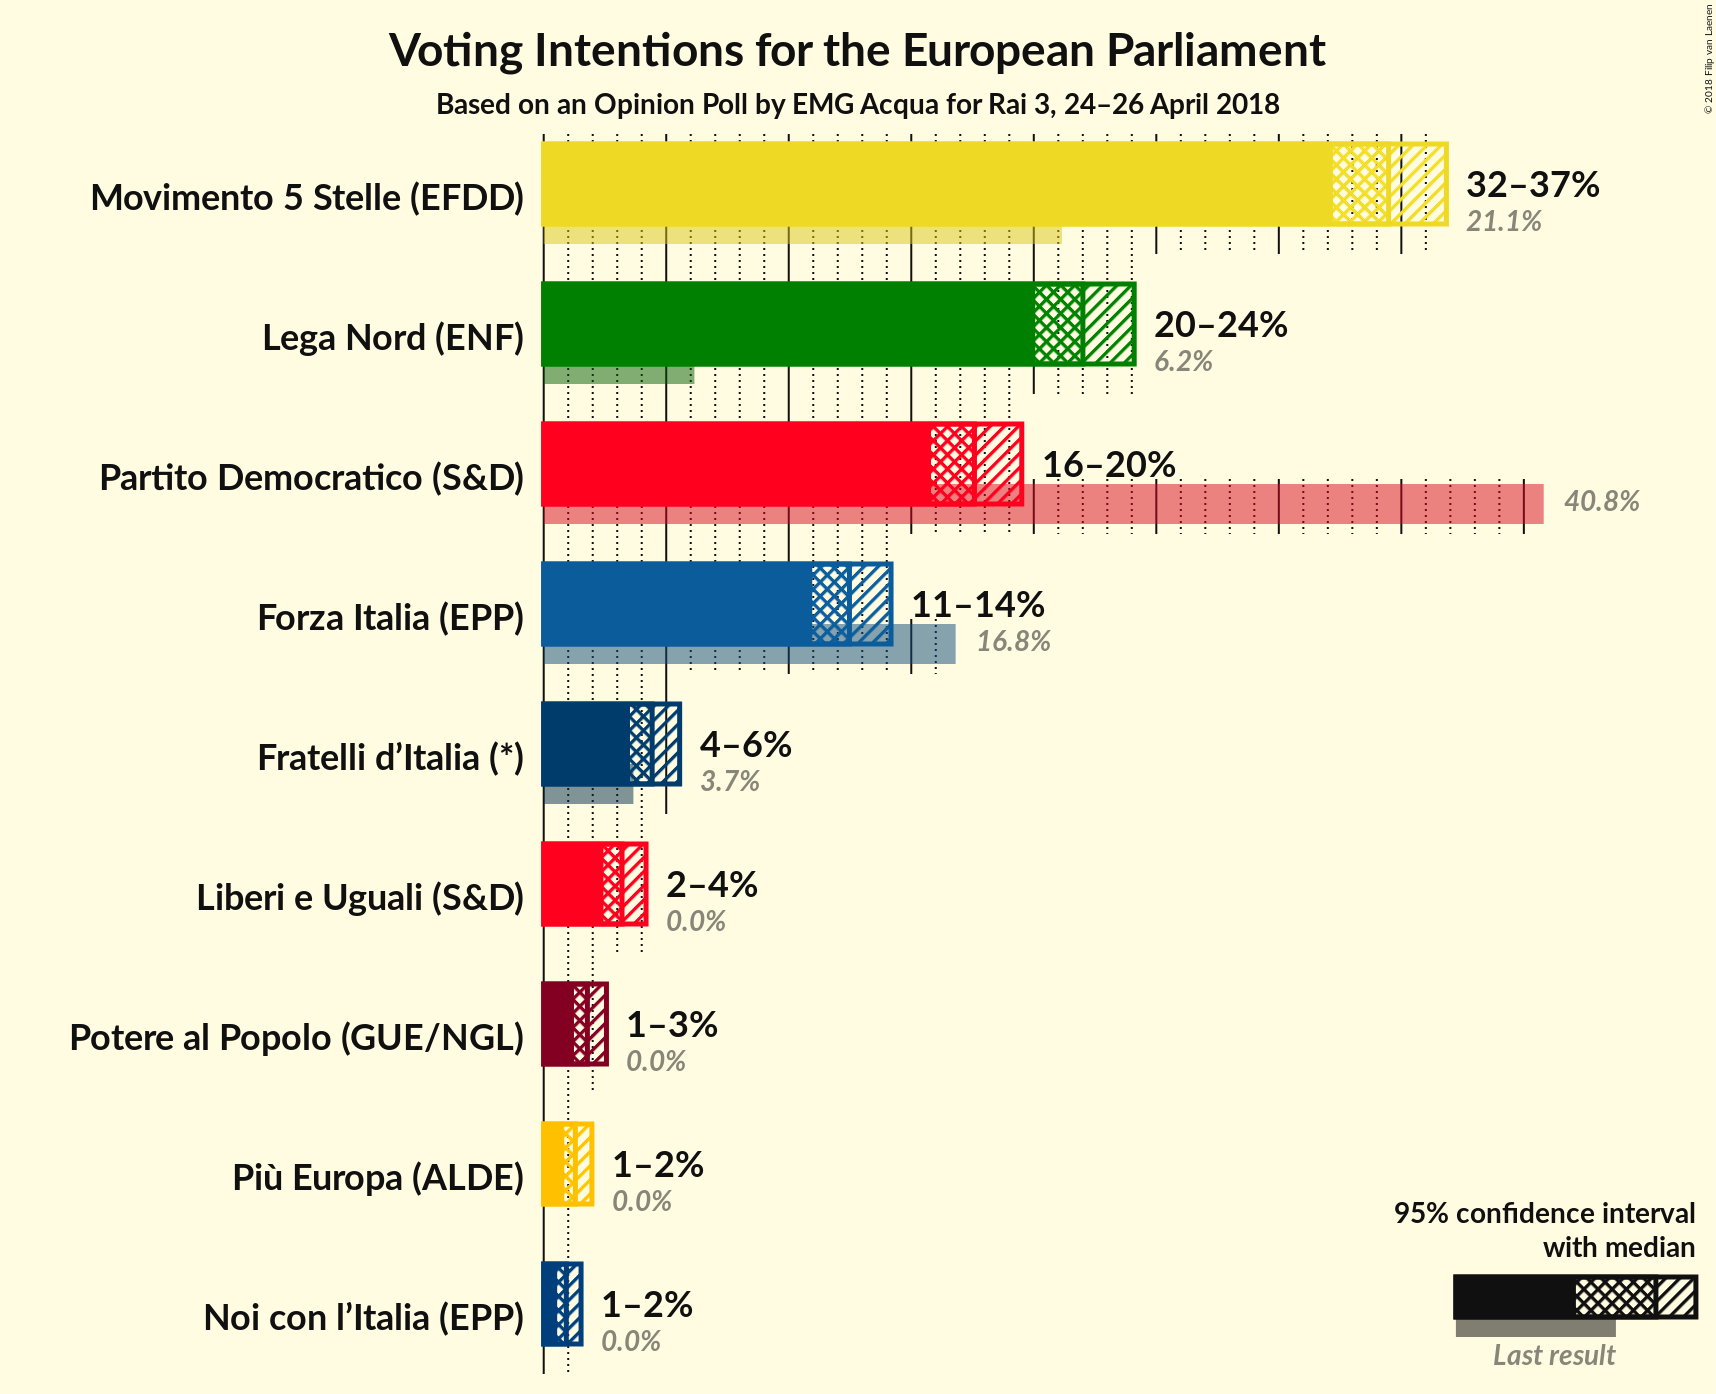 Voting Intentions for the European Parliament
Based on an Opinion Poll by EMG Acqua for Rai 3, 24–26 April 2018
© 2018 Filip van Laenen
Movimento 5 Stelle (EFDD)
32–37%
21.1%
Lega Nord (ENF)
20–24%
6.2%
Partito Democratico (S&D)
16–20%
40.8%
Forza Italia (EPP)
11–14%
16.8%
Fratelli d’Italia (*)
4–6%
3.7%
Liberi e Uguali (S&D)
2–4%
0.0%
Potere al Popolo (GUE/NGL)
1–3%
0.0%
Più Europa (ALDE)
1–2%
0.0%
Noi con l’Italia (EPP)
1–2%
0.0%
95% confidence interval
with median
Last result